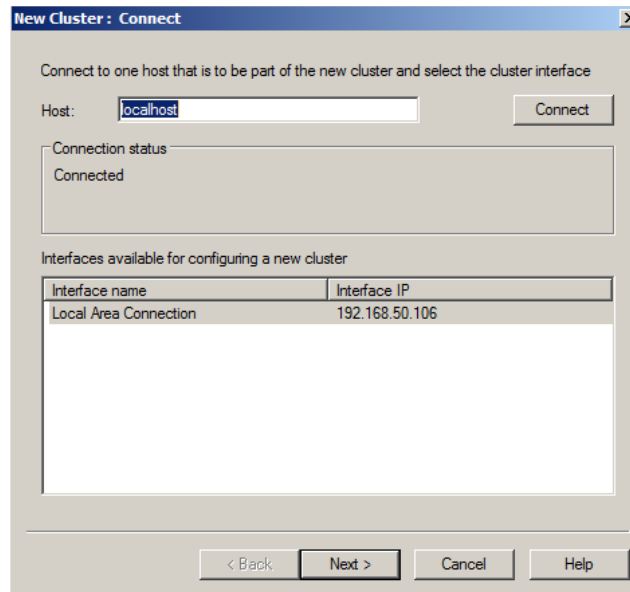 New Cluster : Connect
Connect to one host that is to be part of the new cluster and select the cluster interface
Host: localhost Connect
Connection status
Connected
Interfaces available for configuring a new cluster
Interface name Interface IP
Local Area Connection 192.168.50.106
< Back Next > Cancel Help